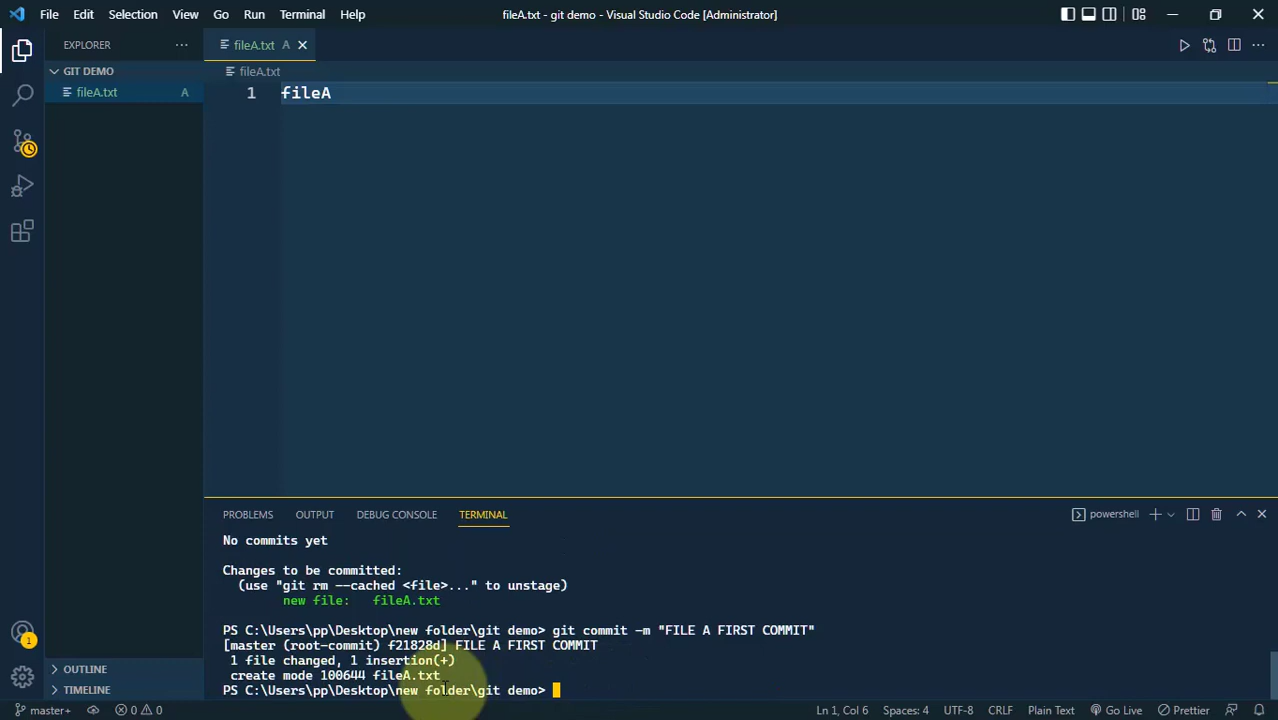 File Edit Selection View Go Run Terminal Help
fileA.txt - git demo - Visual Studio Code [Administrator]
EXPLORER
fileA.txt A
GIT DEMO
fileA.txt
fileA.txt A
1 fileA
PROBLEMS OUTPUT DEBUG CONSOLE TERMINAL
powershell
No commits yet
Changes to be committed:
(use "git rm --cached <file>..." to unstage)
new file: fileA.txt
PS C:\Users\pp\Desktop\new folder\git demo> git commit -m "FILE A FIRST COMMIT"
[master (root-commit) f21828d] FILE A FIRST COMMIT
1 file changed, 1 insertion(+)
create mode 100644 fileA.txt
PS C:\Users\pp\Desktop\new folder\git demo>
1
OUTLINE
TIMELINE
master+ 0 0 Ln 1, Col 6 Spaces: 4 UTF-8 CRLF Plain Text Go Live Prettier